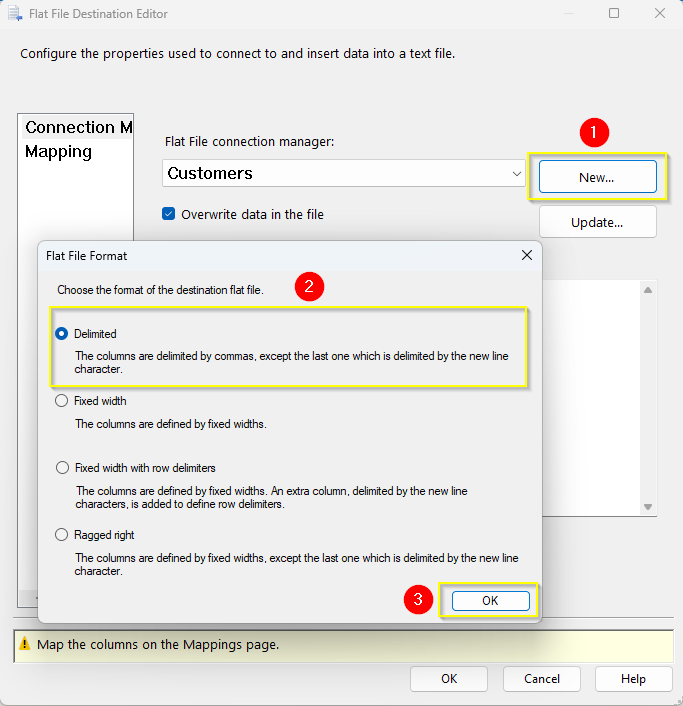 Flat File Destination Editor
Configure the properties used to connect to and insert data into a text file.
Connection M
Mapping
Flat File connection manager:
Customers
1
New...
Overwrite data in the file
Update...
Flat File Format
Choose the format of the destination flat file.
2
Delimited
The columns are delimited by commas, except the last one which is delimited by the new line
character.
Fixed width
The columns are defined by fixed widths.
Fixed width with row delimiters
The columns are defined by fixed widths. An extra column, delimited by the new line
characters, is added to define row delimiters.
Ragged right
The columns are defined by fixed widths, except the last one which is delimited by the new line
character.
3
OK
Map the columns on the Mappings page.
OK
Cancel
Help